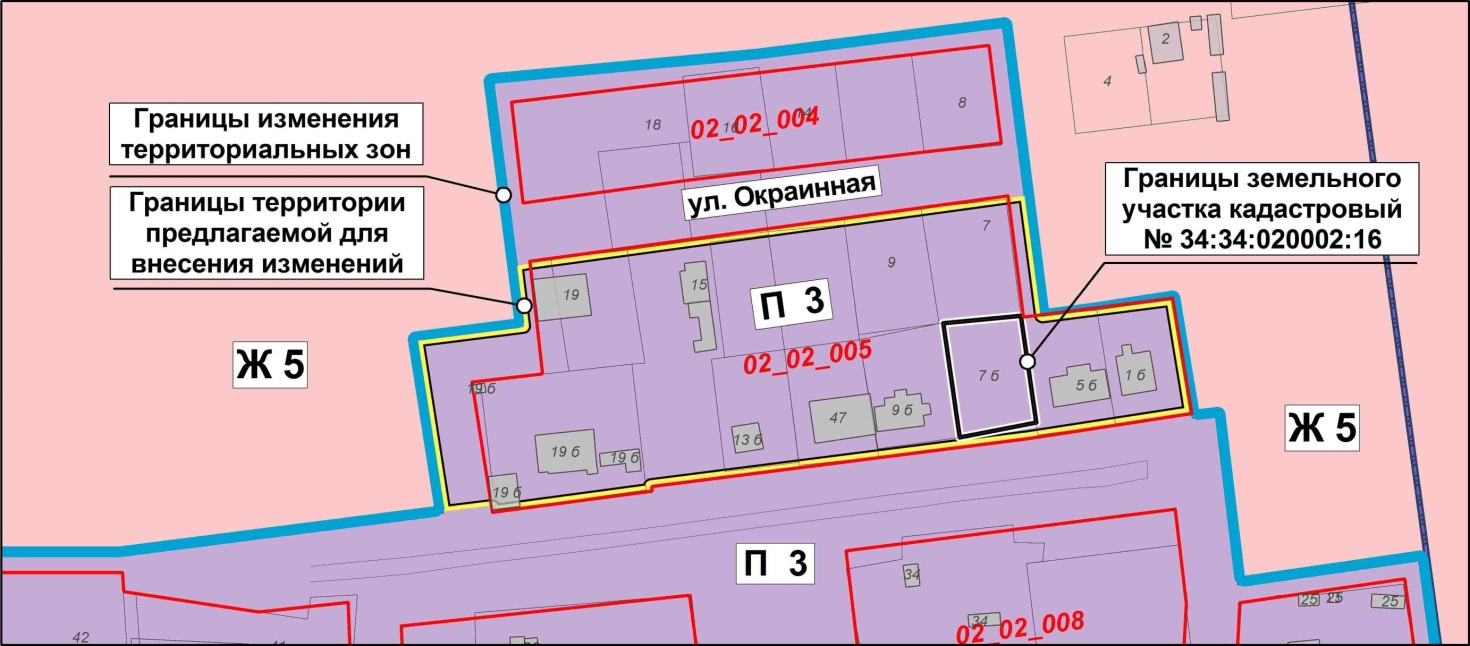 2
4
8
Границы изменения
территориальных зон
18
02_02_004
Границы земельного
участка кадастровый
№ 34:34:020002:16
ул. Окраинная
Границы территории
предлагаемой для
внесения изменений
7
9
15
19
П 3
02_02_005
Ж 5
7 б
5 б
1 б
19 б
47
9 б
13 б
Ж 5
19 б
19 б
19 б
П 3
34
25
25
25
34
02_02_008
42